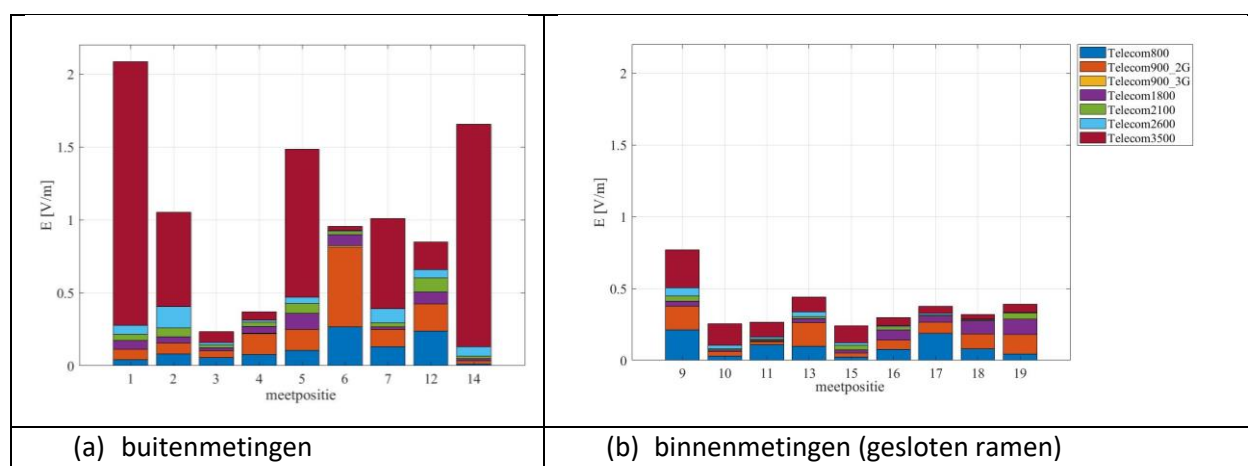 2
1.5
1
0.5
0
E [V/m]
1 2 3 4 5 6 7 12 14
meetpositie
2
1.5
1
0.5
0
E [V/m]
9 10 11 13 15 16 17 18 19
meetpositie
Telecom800
Telecom900_2G
Telecom900_3G
Telecom1800
Telecom2100
Telecom2600
Telecom3500
(a) buitenmetingen
(b) binnenmetingen (gesloten ramen)